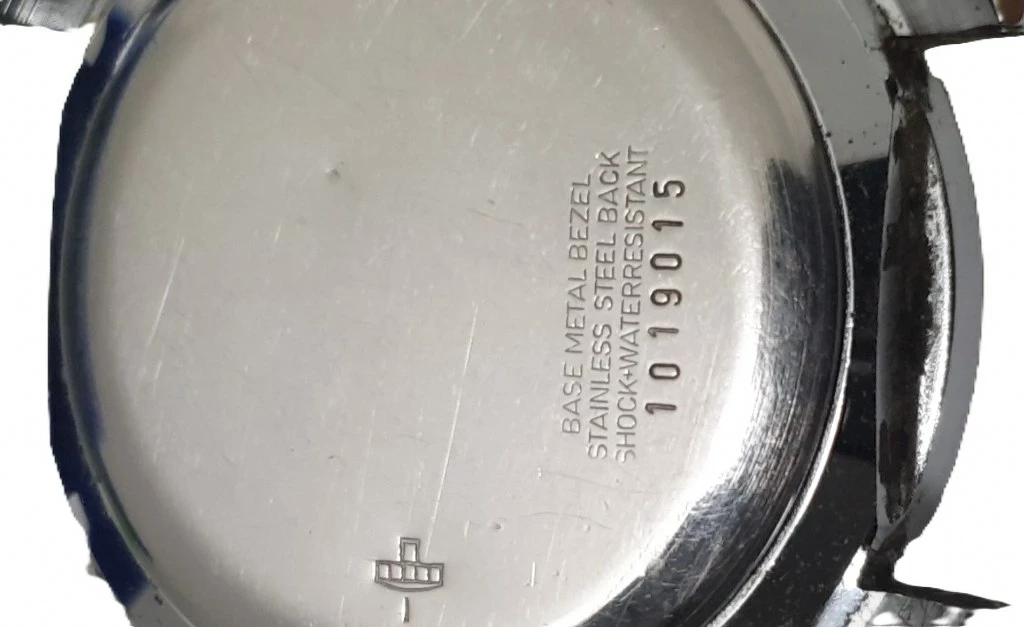 BASE METAL BEZEL
STAINLESS STEEL BACK
SHOCK+WATERRESISTANT
1019015